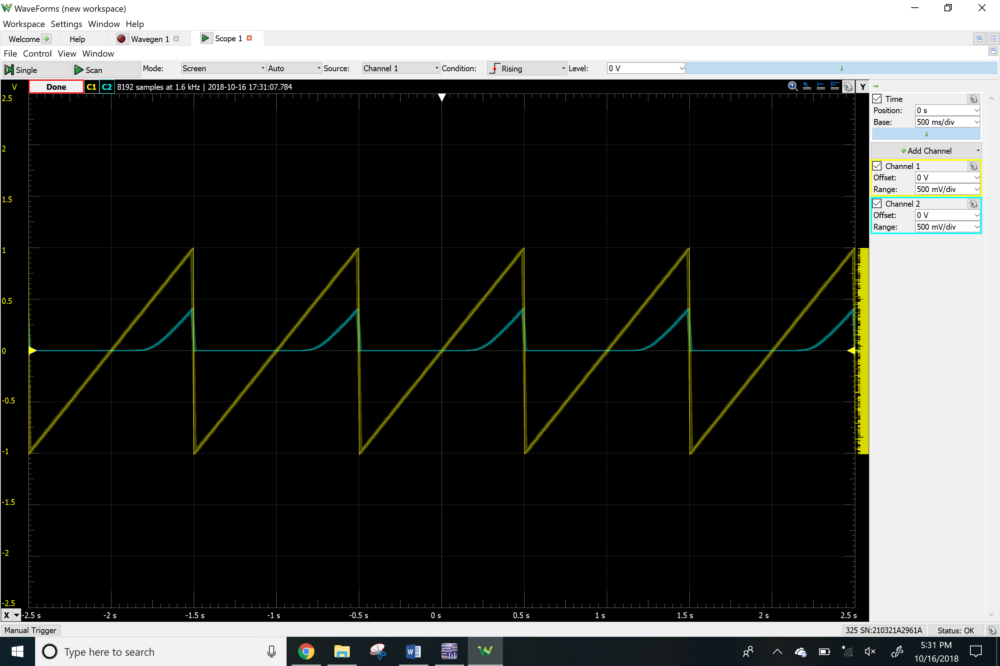 WaveForms (new workspace)
Workspace Settings Window Help
Welcome Help Wavegen 1 Scope 1
File Control View Window
Single Scan Mode: Screen Auto Source: Channel 1 Condition: Rising Level: 0 V
V Done C1 C2 8192 samples at 1.6 kHz | 2018-10-16 17:31:07.784 Y
2.5
2
1.5
1
0.5
0
-0.5
-1
-1.5
-2
-2.5
X -2.5 s -2 s -1.5 s -1 s -0.5 s 0 s 0.5 s 1 s 1.5 s 2 s 2.5 s
Time
Position: 0 s
Base: 500 ms/div
Add Channel
Channel 1
Offset: 0 V
Range: 500 mV/div
Channel 2
Offset: 0 V
Range: 500 mV/div
Manual Trigger 325 SN:210321A2961A Status: OK
Type here to search
5:31 PM
10/16/2018